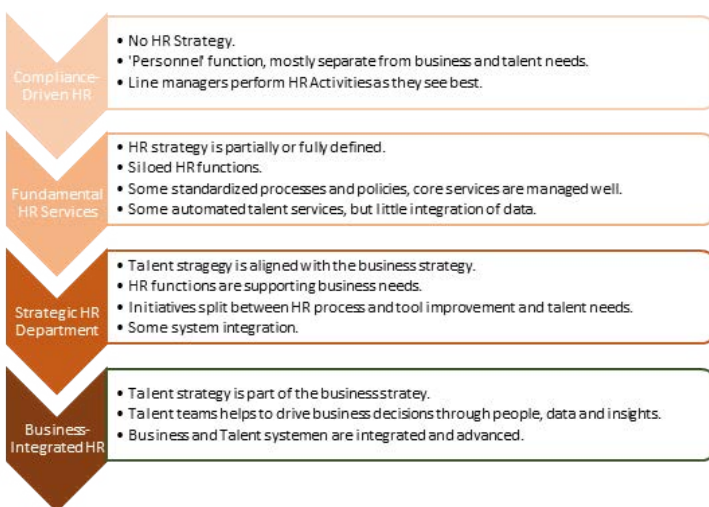 Compliance-
Driven HR
• No HR Strategy.
• 'Personnel' function, mostly separate from business and talent needs.
• Line managers perform HR Activities as they see best.
Fundamental
HR Services
• HR strategy is partially or fully defined.
• Siloed HR functions.
• Some standardized processes and policies, core services are managed well.
• Some automated talent services, but little integration of data.
Strategic HR
Department
• Talent stragegy is aligned with the business strategy.
• HR functions are supporting business needs.
• Initiatives split between HR process and tool improvement and talent needs.
• Some system integration.
Business-
Integrated HR
• Talent strategy is part of the business stratey.
• Talent teams helps to drive business decisions through people, data and insights.
• Business and Talent systemen are integrated and advanced.